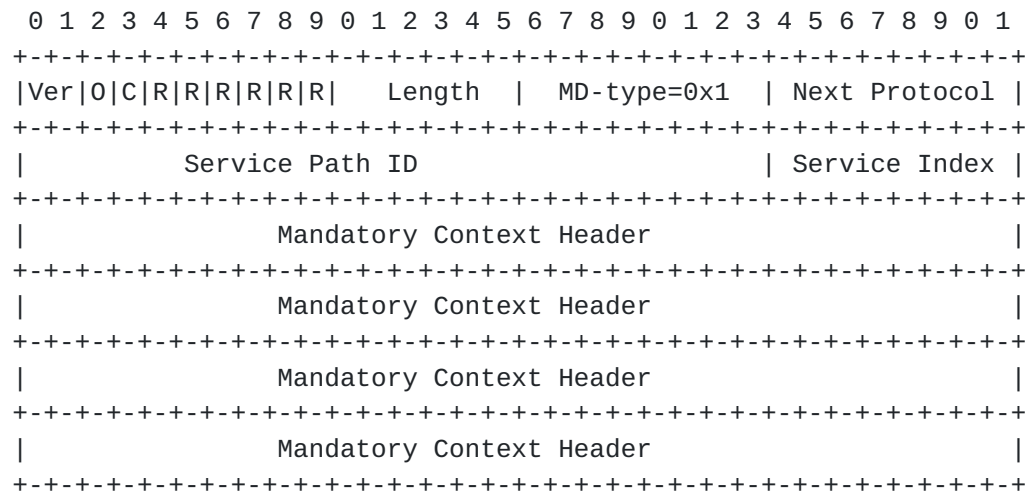 0 1 2 3 4 5 6 7 8 9 0 1 2 3 4 5 6 7 8 9 0 1 2 3 4 5 6 7 8 9 0 1
+-+-+-+-+-+-+-+-+-+-+-+-+-+-+-+-+-+-+-+-+-+-+-+-+-+-+-+-+-+-+-+-+
|Ver|O|C|R|R|R|R|R|R|   Length  |  MD-type=0x1  | Next Protocol |
+-+-+-+-+-+-+-+-+-+-+-+-+-+-+-+-+-+-+-+-+-+-+-+-+-+-+-+-+-+-+-+-+
|          Service Path ID                      | Service Index |
+-+-+-+-+-+-+-+-+-+-+-+-+-+-+-+-+-+-+-+-+-+-+-+-+-+-+-+-+-+-+-+-+
|                Mandatory Context Header                       |
+-+-+-+-+-+-+-+-+-+-+-+-+-+-+-+-+-+-+-+-+-+-+-+-+-+-+-+-+-+-+-+-+
|                Mandatory Context Header                       |
+-+-+-+-+-+-+-+-+-+-+-+-+-+-+-+-+-+-+-+-+-+-+-+-+-+-+-+-+-+-+-+-+
|                Mandatory Context Header                       |
+-+-+-+-+-+-+-+-+-+-+-+-+-+-+-+-+-+-+-+-+-+-+-+-+-+-+-+-+-+-+-+-+
|                Mandatory Context Header                       |
+-+-+-+-+-+-+-+-+-+-+-+-+-+-+-+-+-+-+-+-+-+-+-+-+-+-+-+-+-+-+-+-+